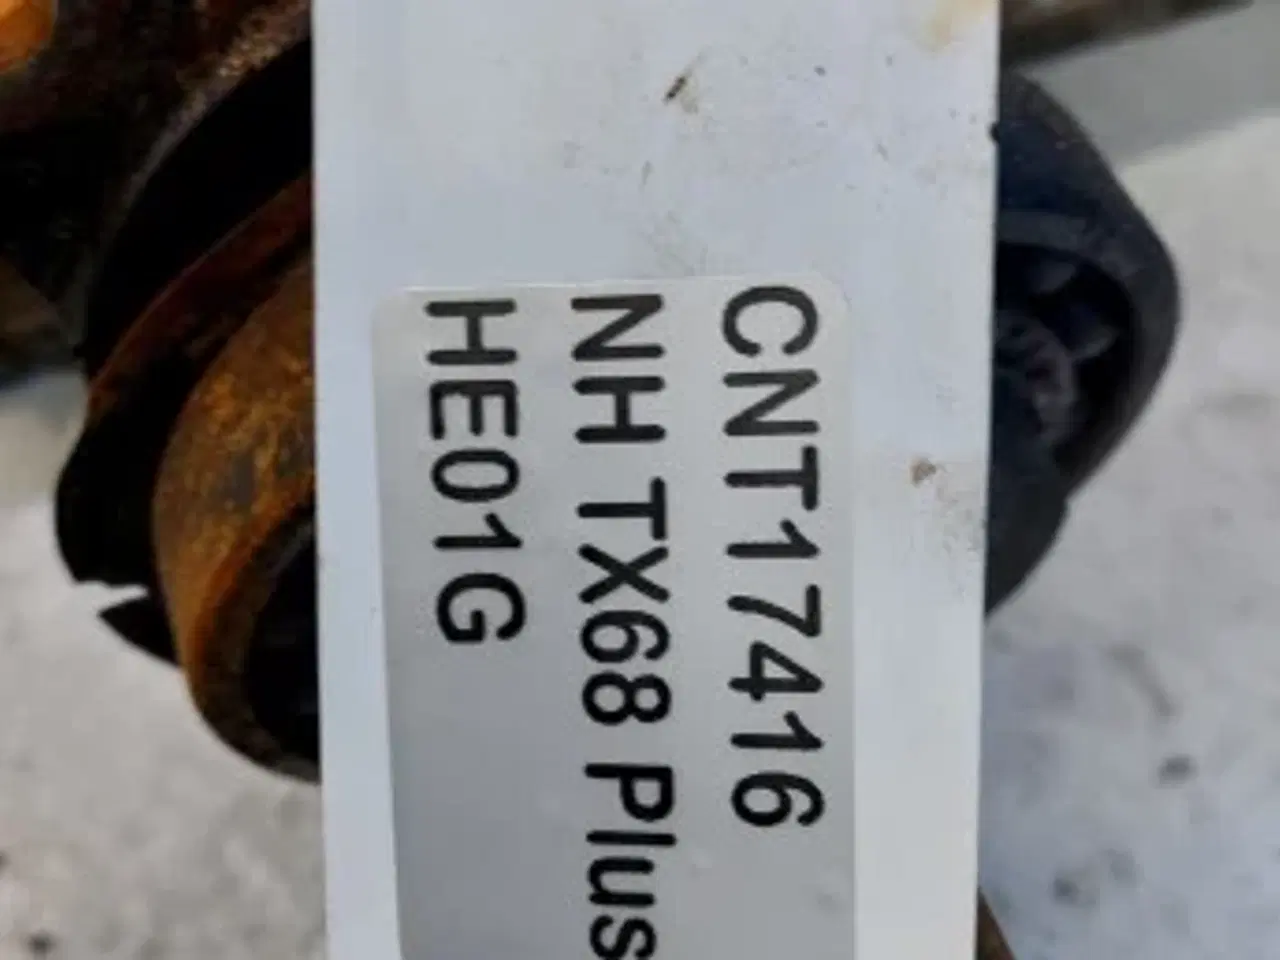 CNT17416
NH TX68 Plus
HE01G